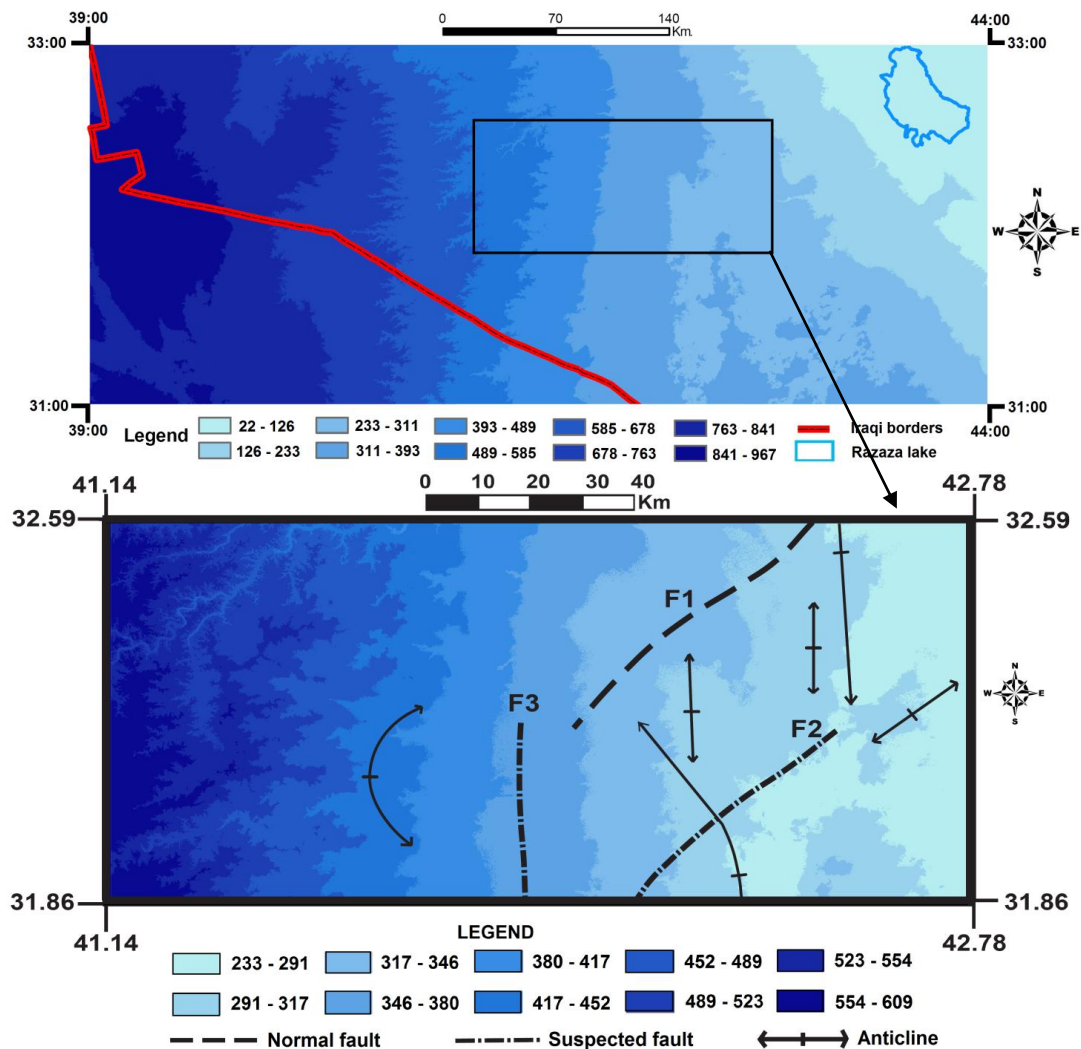 39:00 0 70 140 44:00
Km.
33:00 33:00
N
W E
S
31:00 31:00
39:00 44:00
Legend 22 - 126 233 - 311 393 - 489 585 - 678 763 - 841 Iraqi borders
126 - 233 311 - 393 489 - 585 678 - 763 841 - 967 Razaza lake
41.14 0 10 20 30 40 42.78
Km
32.59 32.59
F1
N
W E
S
F3
F2
31.86 31.86
41.14 42.78
LEGEND
233 - 291 317 - 346 380 - 417 452 - 489 523 - 554
291 - 317 346 - 380 417 - 452 489 - 523 554 - 609
Normal fault Suspected fault Anticline